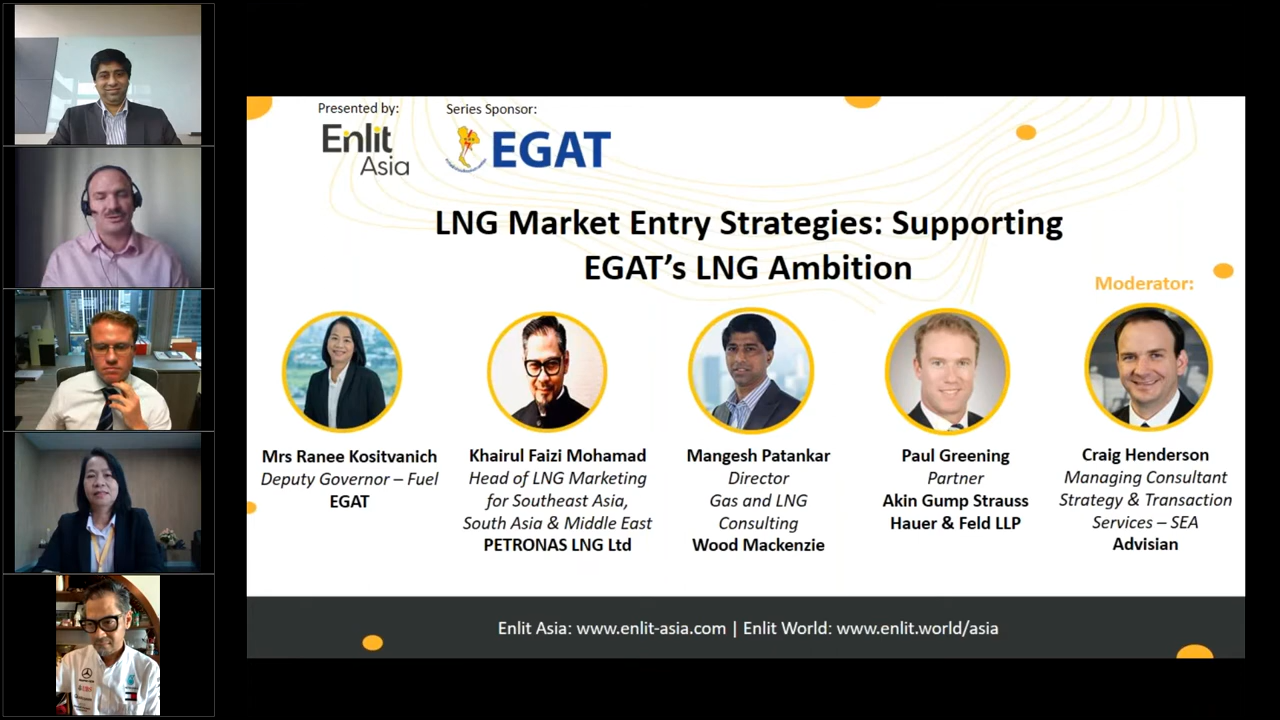 Presented by:
Series Sponsor:
Enlit
Asia
EGAT
LNG Market Entry Strategies: Supporting
EGAT’s LNG Ambition
Moderator:
Mrs Ranee Kositvanich
Deputy Governor – Fuel
EGAT
Khairul Faizi Mohamad
Head of LNG Marketing
for Southeast Asia,
South Asia & Middle East
PETRONAS LNG Ltd
Mangesh Patankar
Director
Gas and LNG
Consulting
Wood Mackenzie
Paul Greening
Partner
Akin Gump Strauss
Hauer & Feld LLP
Craig Henderson
Managing Consultant
Strategy & Transaction
Services – SEA
Advisian
Enlit Asia: www.enlit-asia.com | Enlit World: www.enlit.world/asia